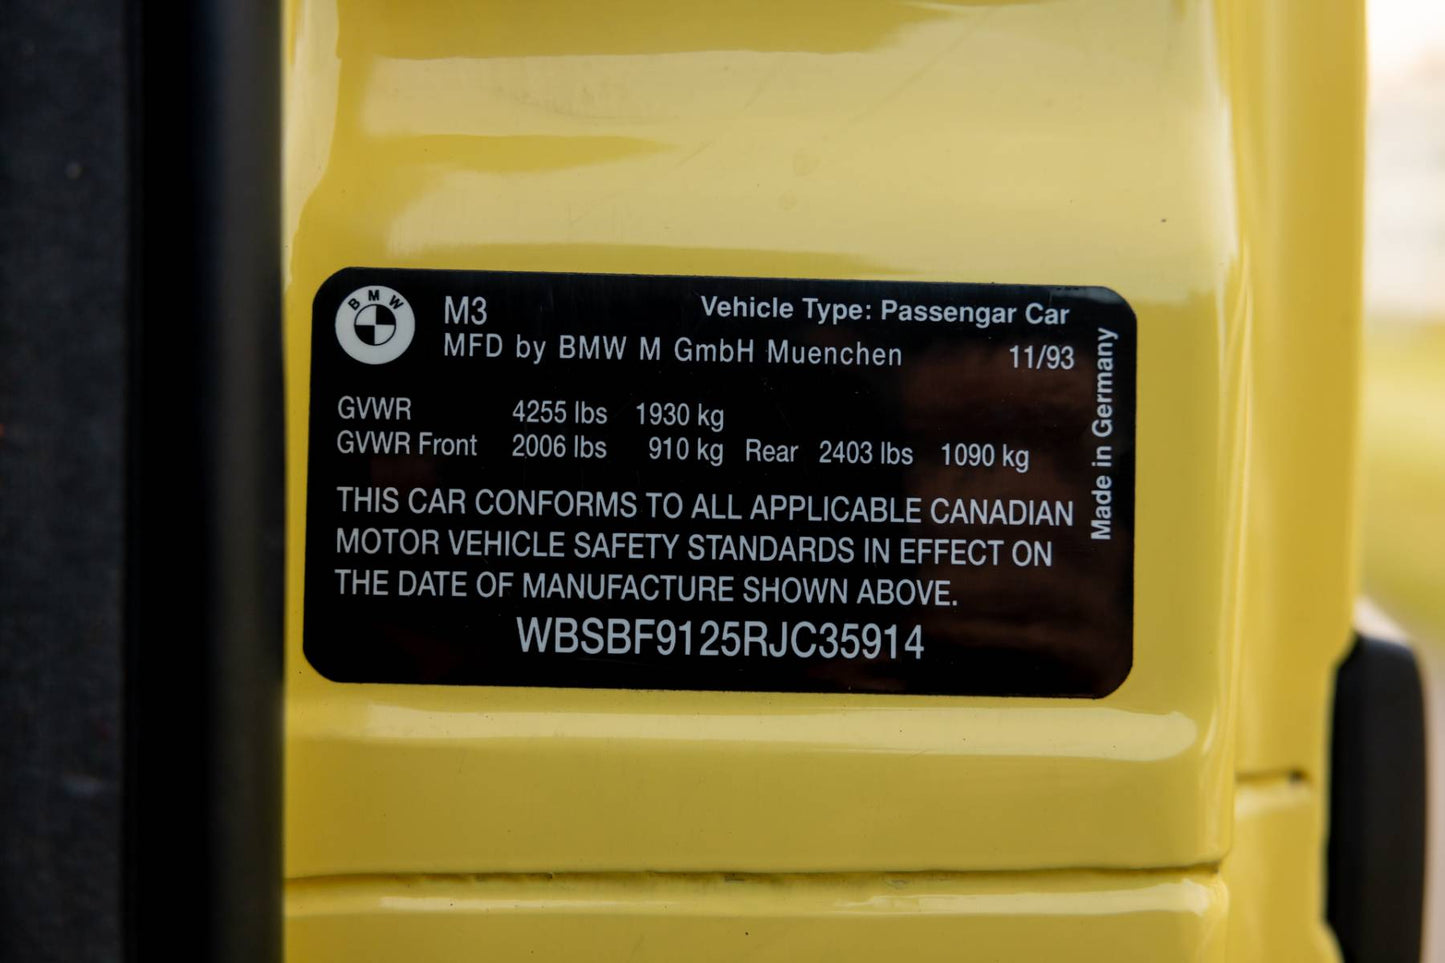 BMW
M3 Vehicle Type: Passengar Car
MFD by BMW M GmbH Muenchen 11/93
GVWR 4255 lbs 1930 kg
GVWR Front 2006 lbs 910 kg Rear 2403 lbs 1090 kg
THIS CAR CONFORMS TO ALL APPLICABLE CANADIAN
MOTOR VEHICLE SAFETY STANDARDS IN EFFECT ON
THE DATE OF MANUFACTURE SHOWN ABOVE.
WBSBF9125RJC35914
Made in Germany